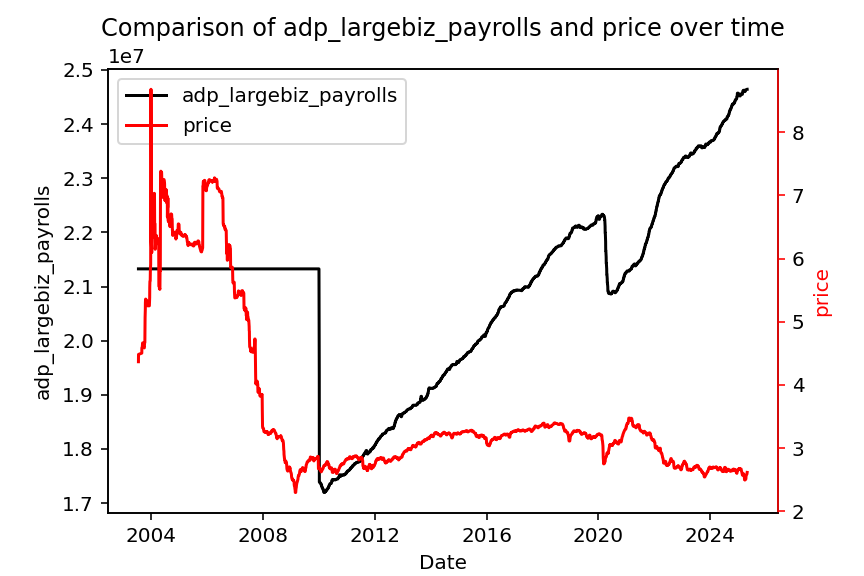 Comparison of adp_largebiz_payrolls and price over time
1e7
adp_largebiz_payrolls
price
2.5
2.4
2.3
2.2
2.1
2.0
1.9
1.8
1.7
adp_largebiz_payrolls
8
7
6
5
4
3
2
price
2004 2008 2012 2016 2020 2024
Date